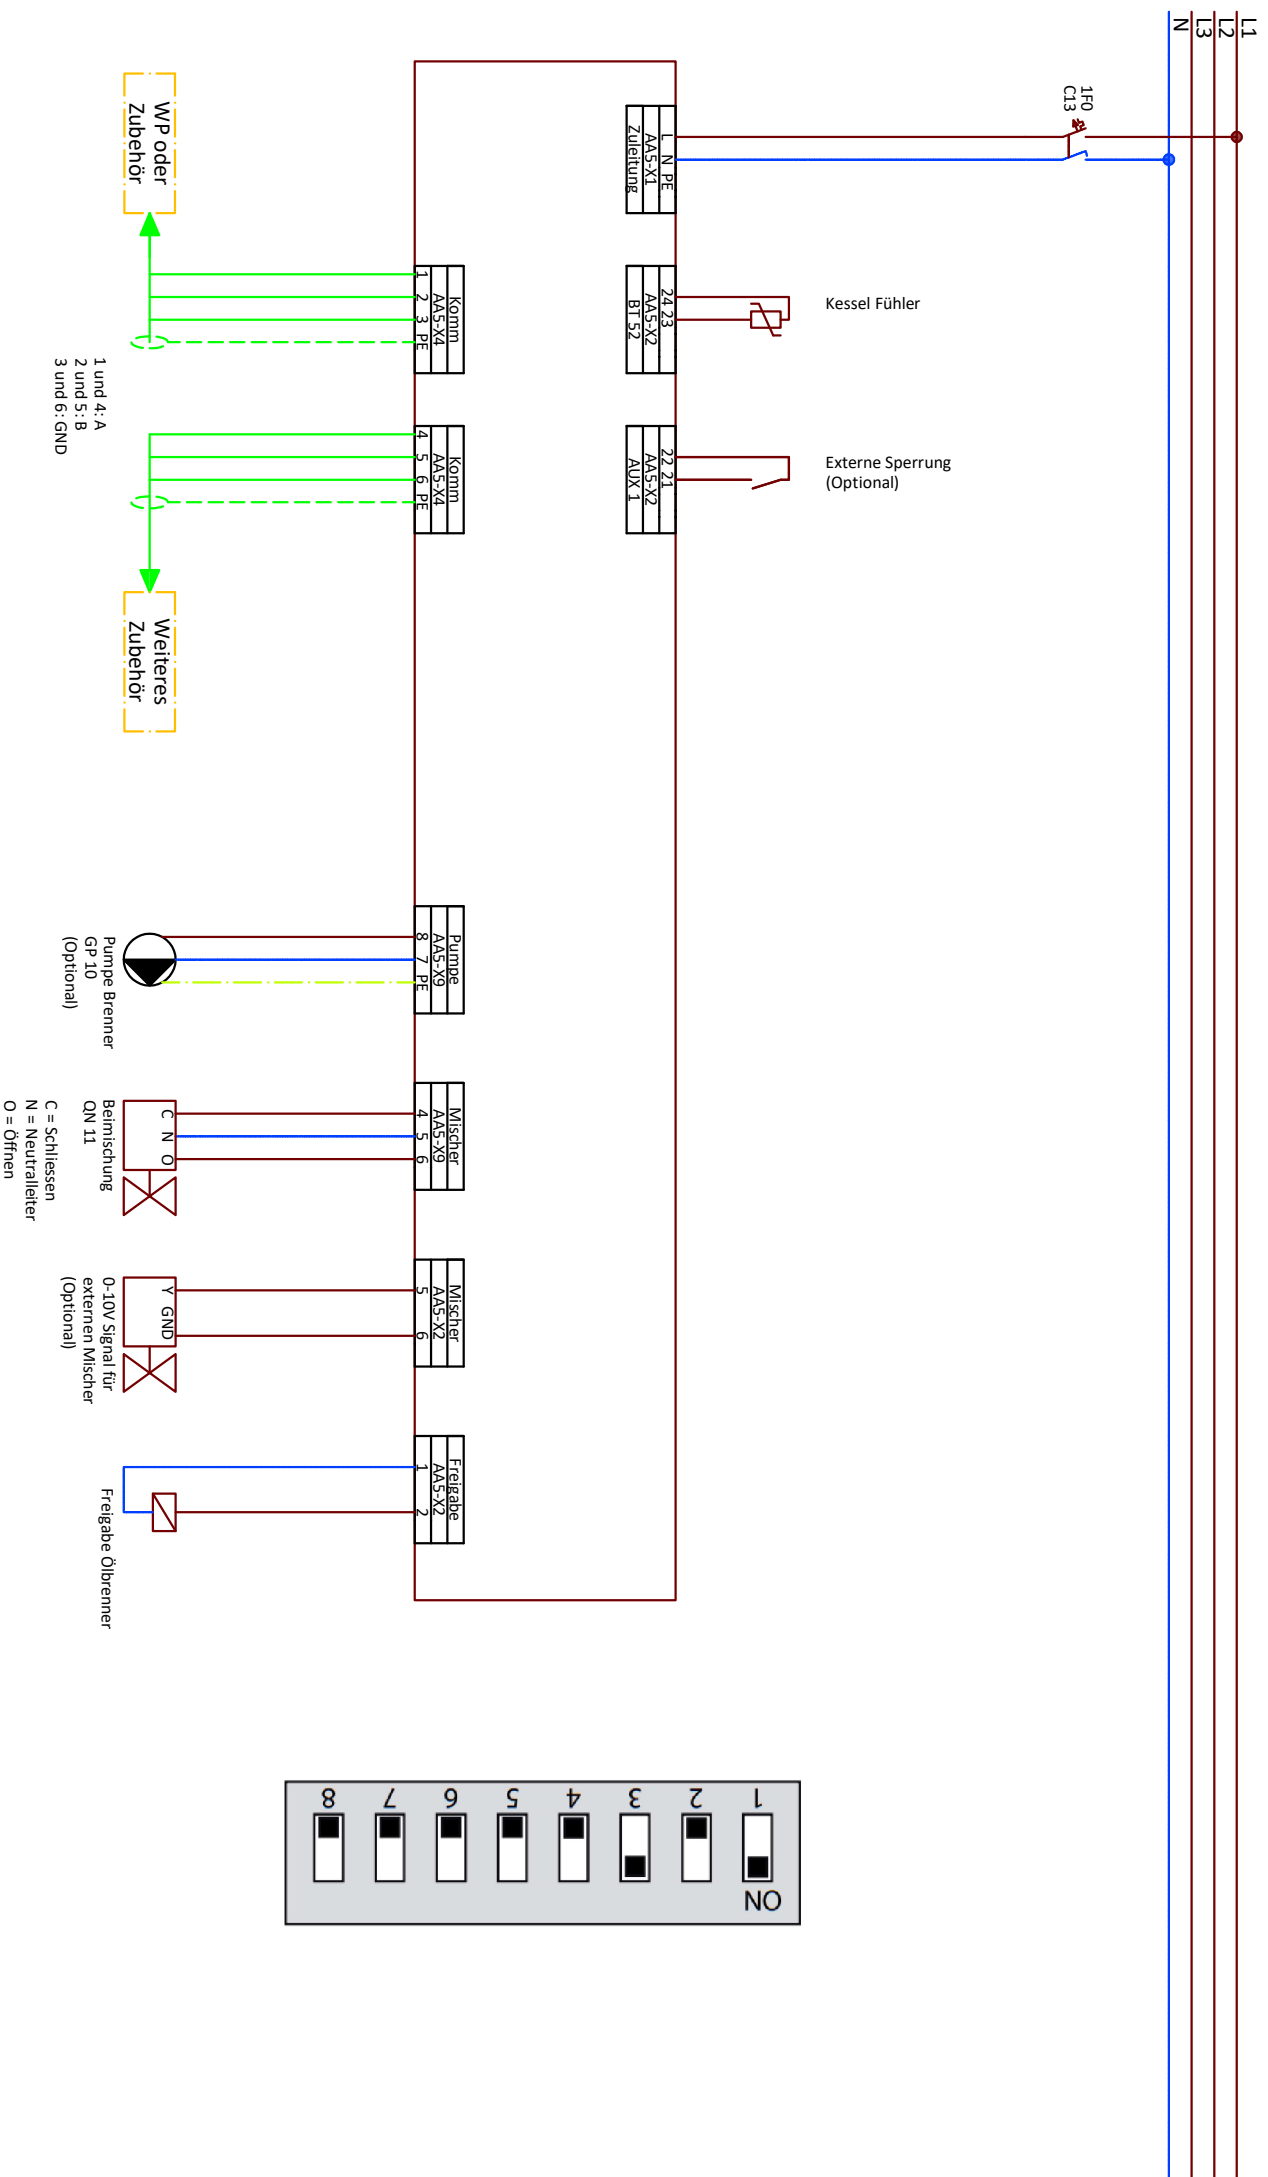 L1
L2
L3
N
1F0
C13
L N PE
AA5-X1
Zuleitung
24 23
AA5-X2
BT 52
Kessel Fühler
22 21
AA5-X2
AUX 1
Externe Sperrung
(Optional)
Komm
AA5-X4
1 2 3 PE
Komm
AA5-X4
4 5 6 PE
Pumpe
AA5-X9
8 7 PE
Mischer
AA5-X9
4 5 6
Mischer
AA5-X2
5 6
Freigabe
AA5-X2
1 2
WP oder
Zubehör
1 und 4: A
2 und 5: B
3 und 6: GND
Weiteres
Zubehör
Pumpe Brenner
GP 10
(Optional)
C N O
Beimischung
QN 11
C = Schliessen
N = Neutralleiter
O = Öffnen
Y GND
0-10V Signal für
externen Mischer
(Optional)
Freigabe Ölbrenner
ON
1 2 3 4 5 6 7 8